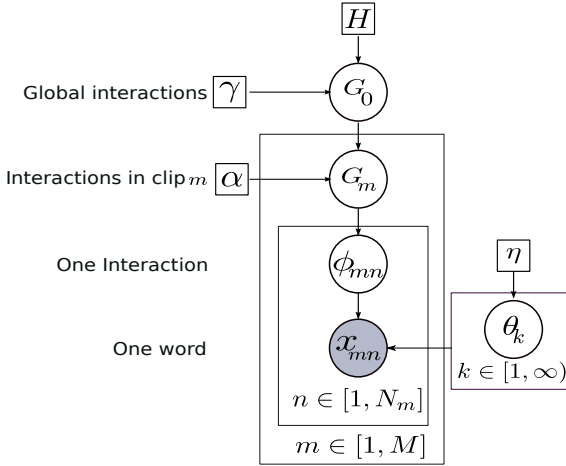 H
Global interactions γ G₀
Interactions in clip m α Gₘ
One Interaction ϕₘₙ η
One word xₘₙ θₖ
k ∈ [1, ∞)
n ∈ [1, Nₘ]
m ∈ [1, M]